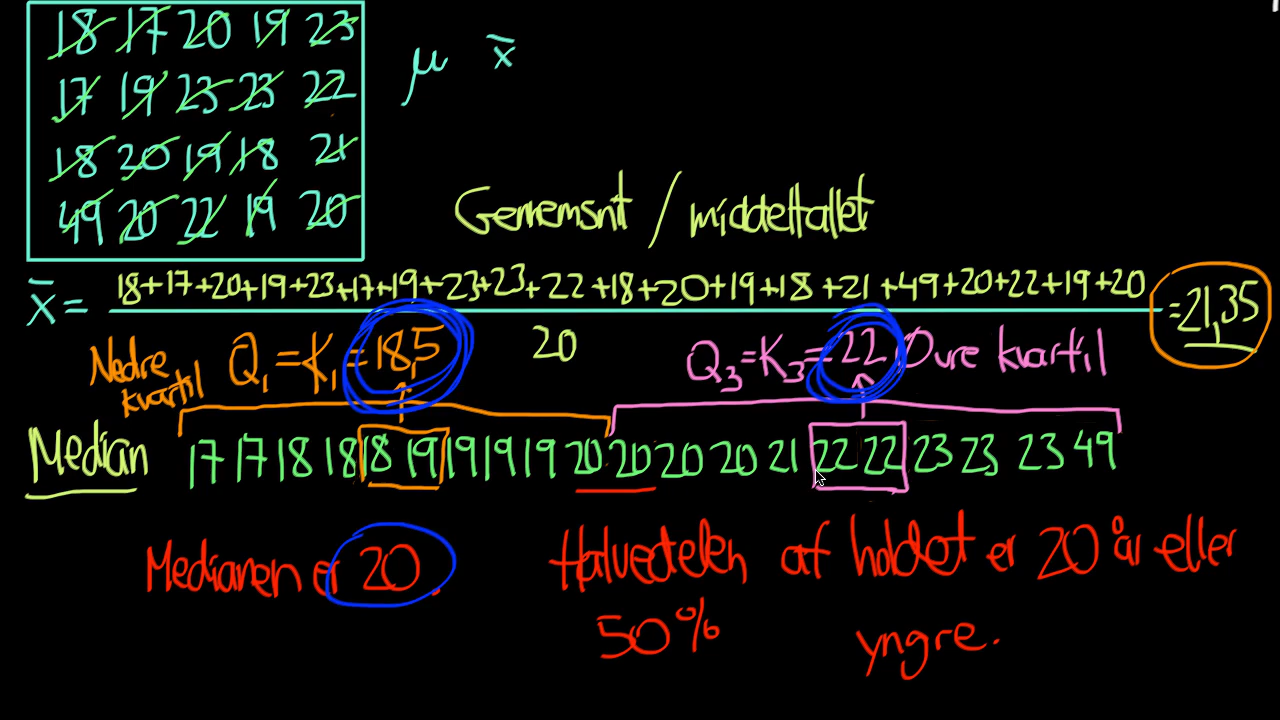 18 17 20 19 23
17 19 23 23 22
18 20 19 18 21
49 20 22 19 20
μ x̄
Gennemsnit / middeltallet
x̄ = 18+17+20+19+23+17+19+23+23+22+18+20+19+18+21+49+20+22+19+20
20
=21,35
Nedre kvartil Q₁=K₁=18,5
Q₃=K₃=22 Øvre kvartil
Median 17 17 18 18 18 19 19 19 19 20 20 20 20 21 22 22 23 23 23 49
Medianen er 20.
Halvedelen af holdet er 20 år eller
50% yngre.